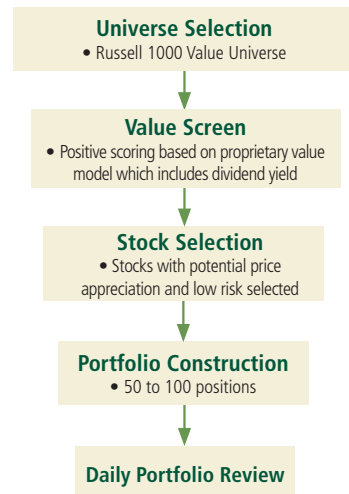 Universe Selection
• Russell 1000 Value Universe
Value Screen
• Positive scoring based on proprietary value
model which includes dividend yield
Stock Selection
• Stocks with potential price
appreciation and low risk selected
Portfolio Construction
• 50 to 100 positions
Daily Portfolio Review